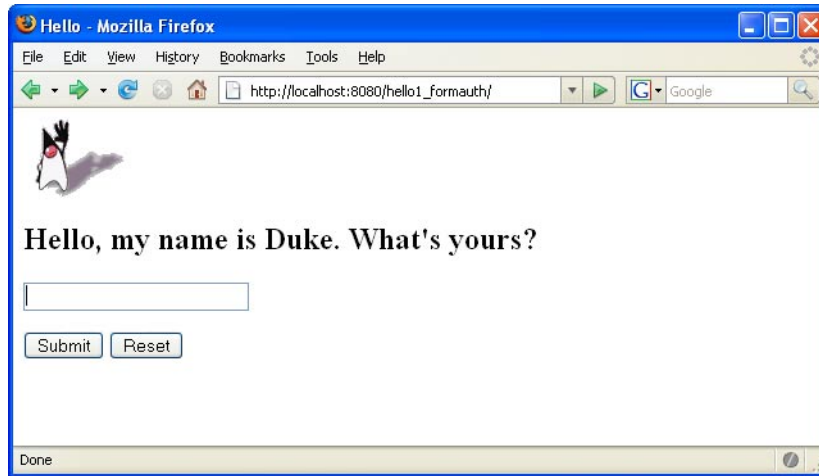 Hello - Mozilla Firefox
File Edit View History Bookmarks Tools Help
http://localhost:8080/hello1_formauth/ G Google
Hello, my name is Duke. What's yours?
Submit Reset
Done